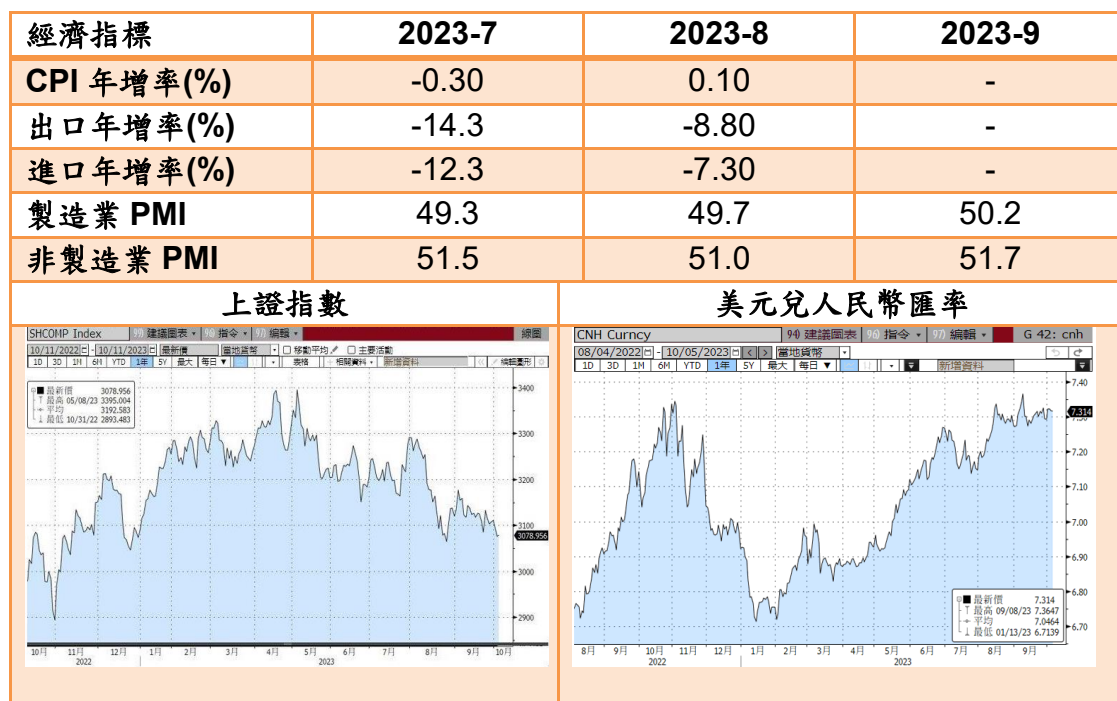 經濟指標 2023-7 2023-8 2023-9
CPI 年增率(%) -0.30 0.10 -
出口年增率(%) -14.3 -8.80 -
進口年增率(%) -12.3 -7.30 -
製造業 PMI 49.3 49.7 50.2
非製造業 PMI 51.5 51.0 51.7
上證指數
SHCOMP Index 99) 建議圖表 96) 指令 97) 編輯 線圖
10/11/2022 - 10/11/2023 最新價 當地貨幣 移動平均 主要活動
1D 3D 1M 6M YTD 1年 5Y 最大 每日 表格 相關資料 新增資料 編輯圖形
最新價 3078.956
最高 05/08/23 3395.004
平均 3192.583
最低 10/31/22 2893.483
3400
3300
3200
3100
3078.956
3000
2900
10月 11月 12月 1月 2月 3月 4月 5月 6月 7月 8月 9月 10月
2022 2023
美元兌人民幣匯率
CNH Curncy 94) 建議圖表 96) 指令 97) 編輯 G 42: cnh
08/04/2022 - 10/05/2023 當地貨幣
1D 3D 1M 6M YTD 1年 5Y 最大 每日 新增資料
7.40
7.314
7.30
7.20
7.10
7.00
6.90
6.80
6.70
最新價 7.314
最高 09/08/23 7.3647
平均 7.0464
最低 01/13/23 6.7139
8月 9月 10月 11月 12月 1月 2月 3月 4月 5月 6月 7月 8月 9月
2022 2023